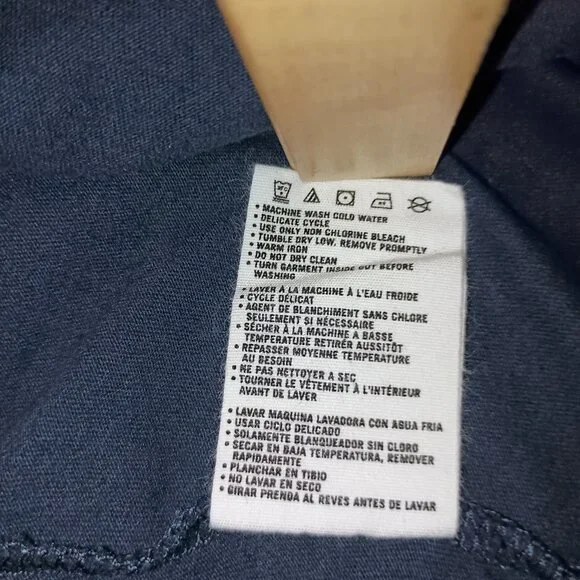 • MACHINE WASH COLD WATER
• DELICATE CYCLE
• USE ONLY NON CHLORINE BLEACH
• TUMBLE DRY LOW, REMOVE PROMPTLY
• WARM IRON
• DO NOT DRY CLEAN
• TURN GARMENT INSIDE OUT BEFORE
WASHING
• LAVER À LA MACHINE À L'EAU FROIDE
• CYCLE DÉLICAT
• AGENT DE BLANCHIMENT SANS CHLORE
SEULEMENT SI NÉCESSAIRE
• SÉCHER À LA MACHINE A BASSE
TEMPERATURE RETIRËR AUSSITÔT
• REPASSER MOYENNE TEMPERATURE
AU BESOIN
• NE PAS NETTOYER A SEC
• TOURNER LE VÊTEMENT À L'INTÉRIEUR
AVANT DE LAVER
• LAVAR MAQUINA LAVADORA CON AGUA FRIA
• USAR CICLO DELICADO
• SOLAMENTE BLANQUEADOR SIN CLORO
• SECAR EN BAJA TEMPERATURA, REMOVER
RAPIDAMENTE
• PLANCHAR EN TIBIO
• NO LAVAR EN SECO
• GIRAR PRENDA AL REVES ANTES DE LAVAR